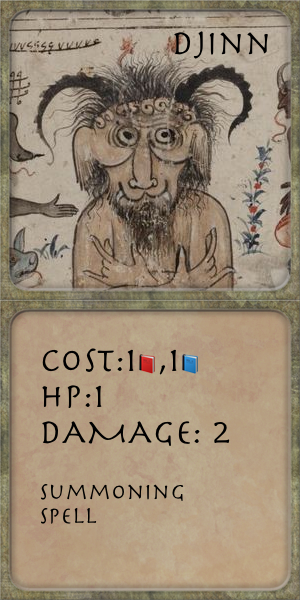 DJINN
COST:1📕,1📘
HP:1
DAMAGE: 2
SUMMONING
SPELL